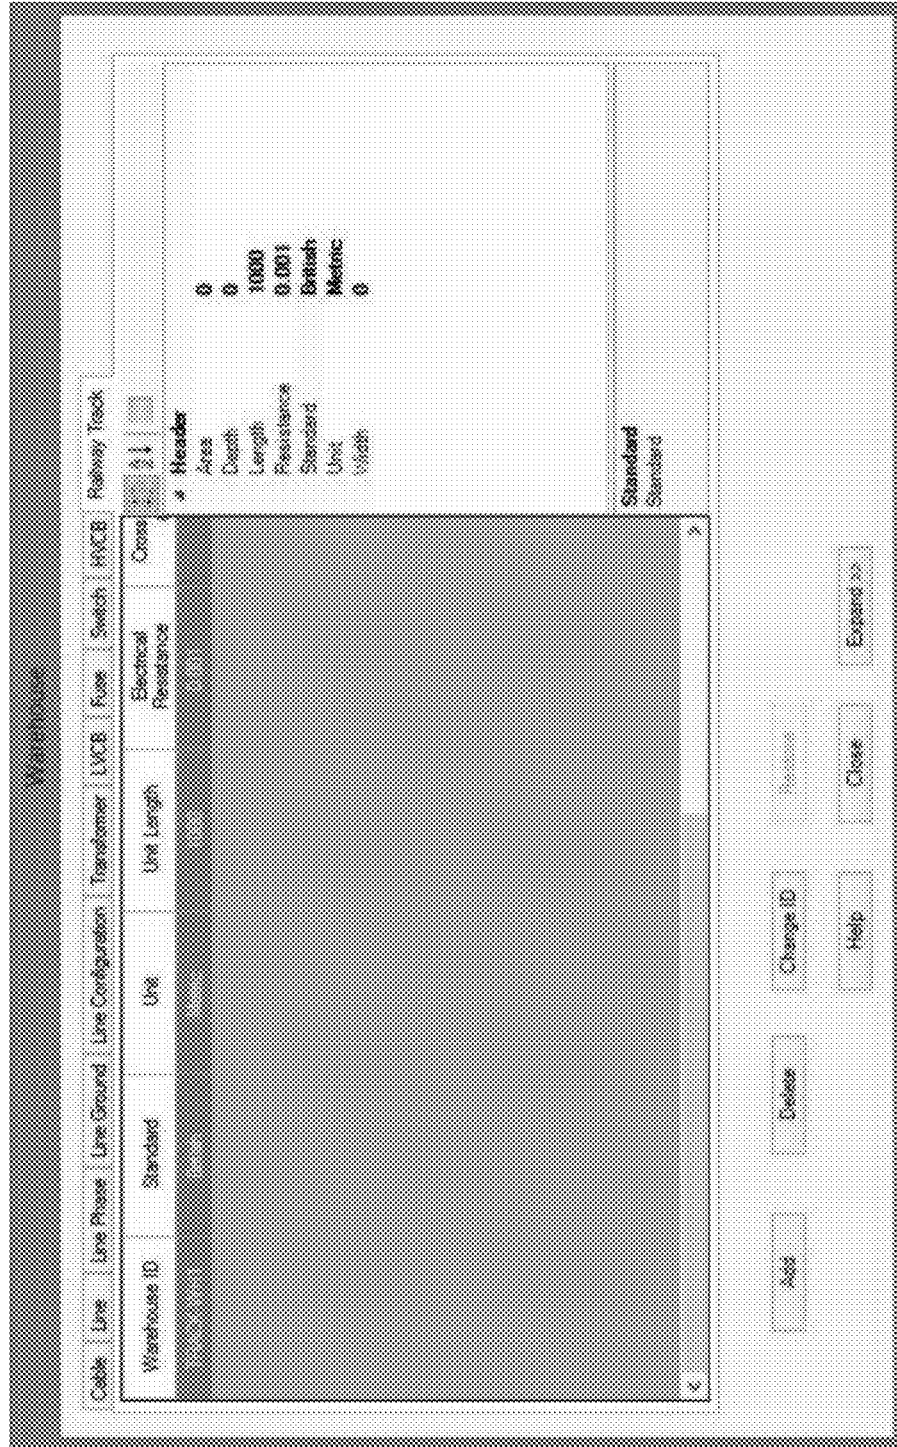 Warehouse
Cable Line Line Phase Line Ground Line Configuration Transformer LVCB Fuse Switch HVCB Railway Track
Warehouse ID Standard Unit Unit Length Electrical Resistance Cross
Header
Area 0
Depth 0
Length 1000
Resistance 0.001
Standard British
Unit Metric
Width 0
Standard
Standard
< >
Add Delete Change ID
Help Close Expand >>